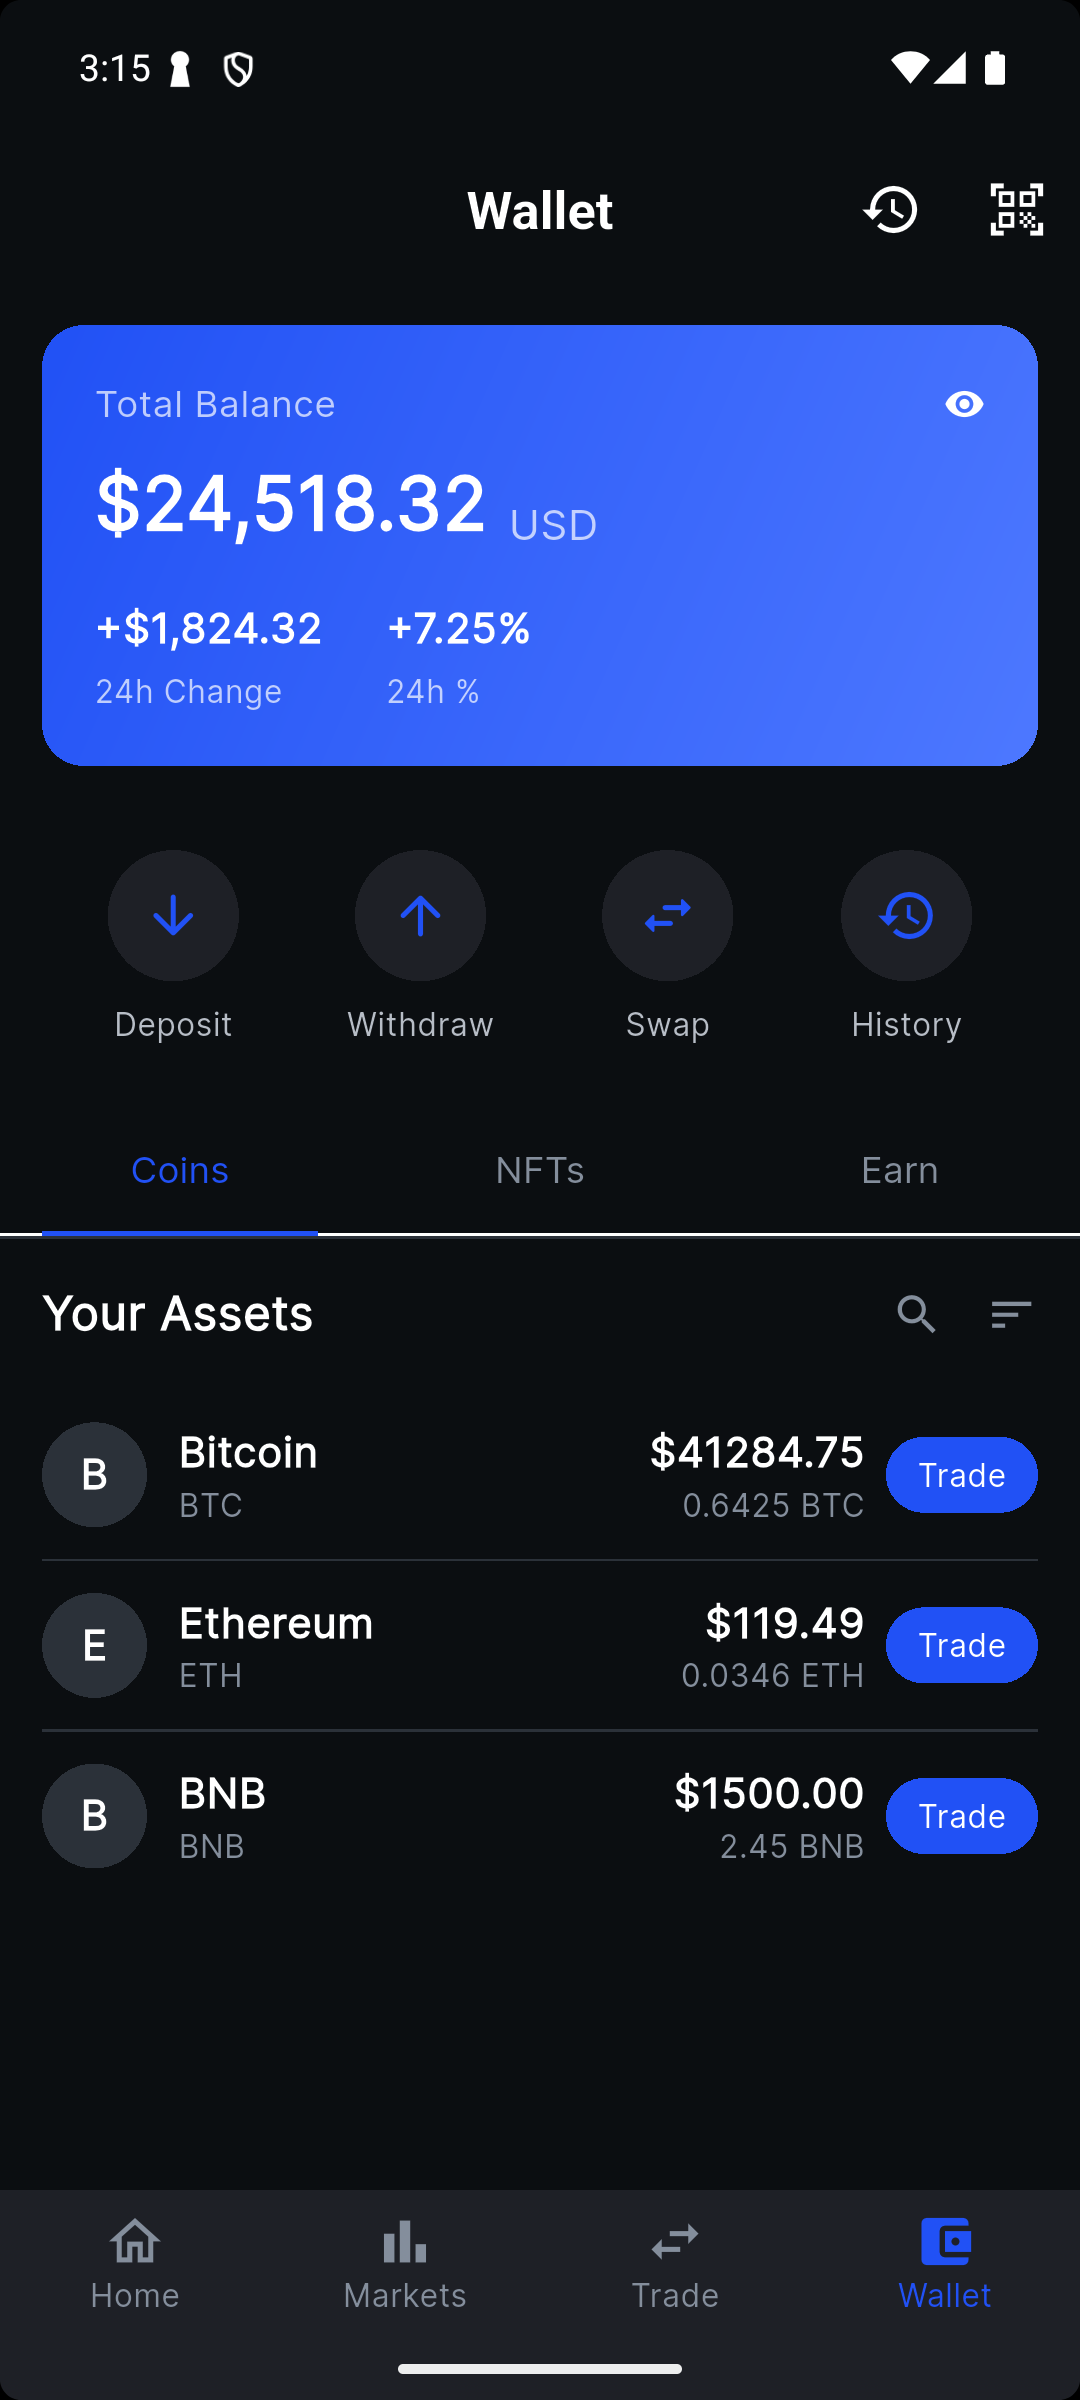 3:15
Wallet
Total Balance
$24,518.32 USD
+$1,824.32 +7.25%
24h Change 24h %
Deposit Withdraw Swap History
Coins NFTs Earn
Your Assets
B Bitcoin $41284.75 Trade
BTC 0.6425 BTC
E Ethereum $119.49 Trade
ETH 0.0346 ETH
B BNB $1500.00 Trade
BNB 2.45 BNB
Home Markets Trade Wallet